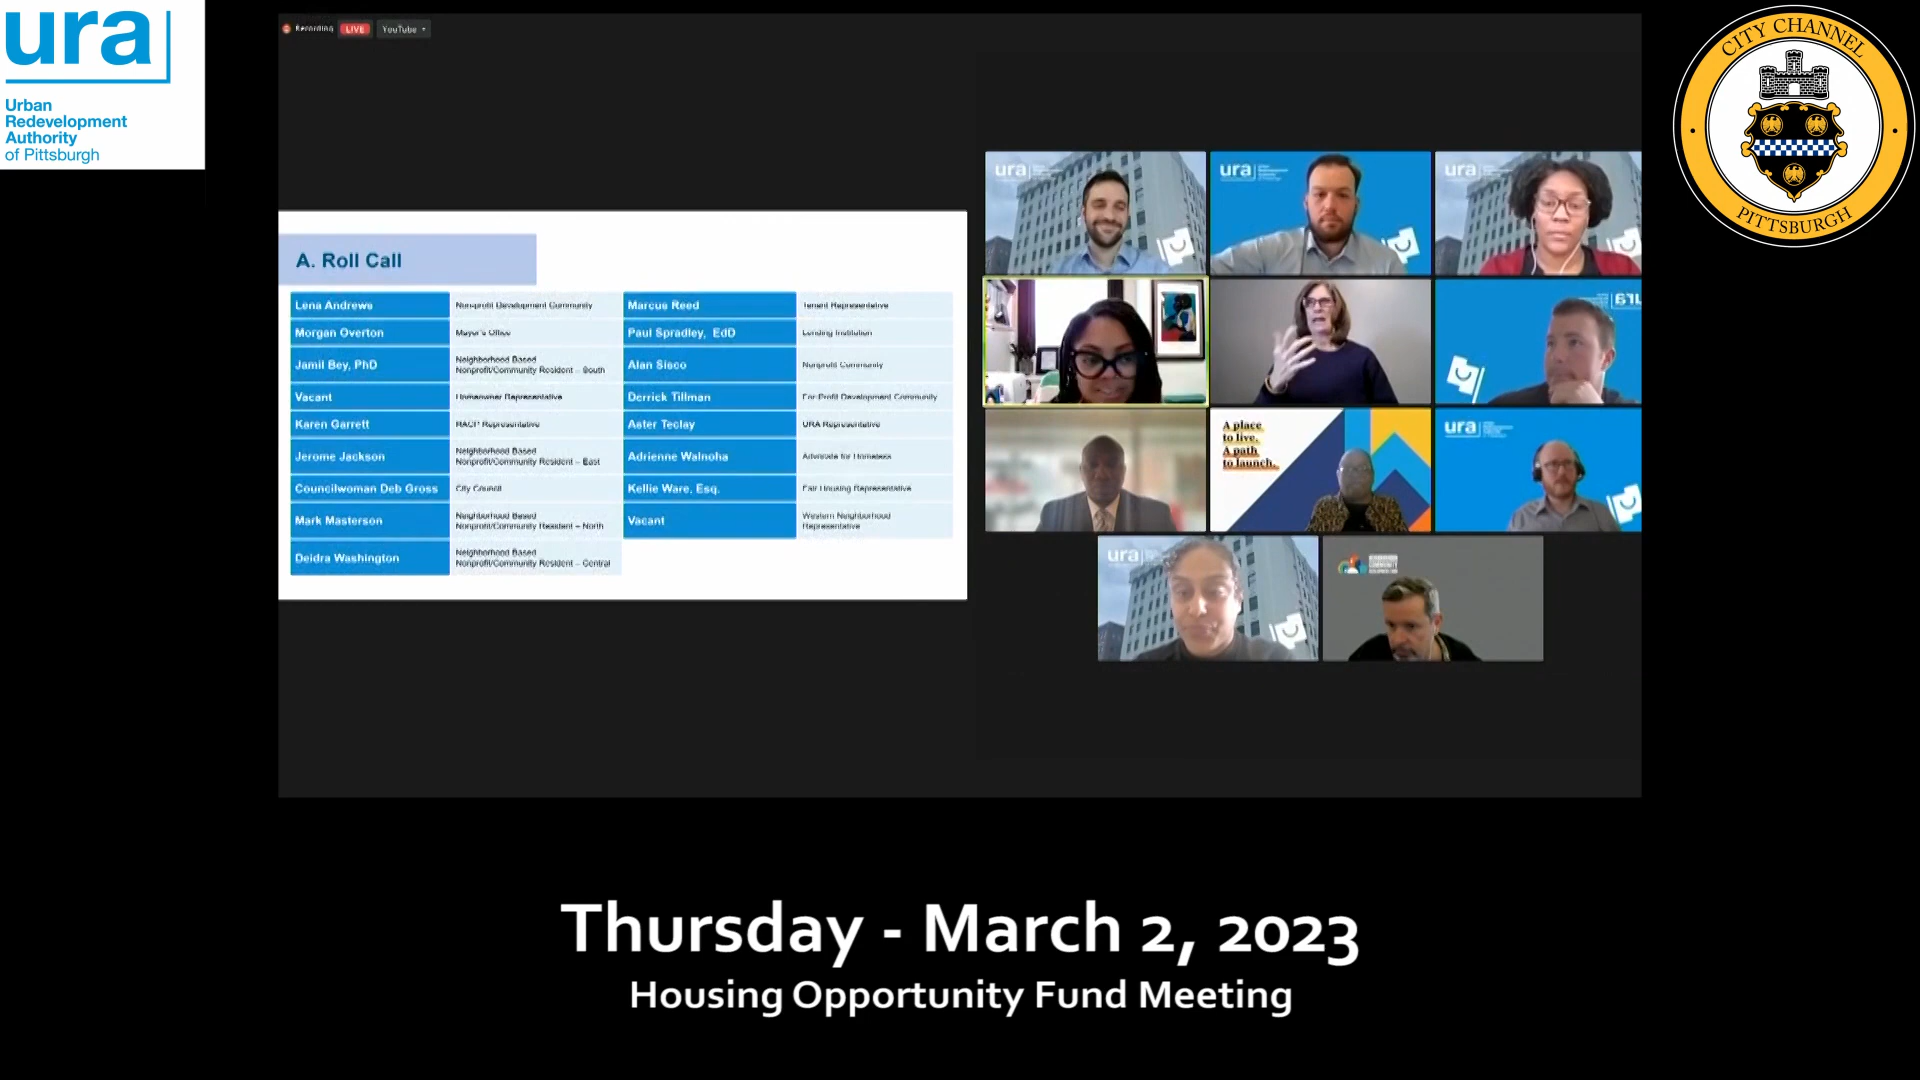 ura
Urban
Redevelopment
Authority
of Pittsburgh
Recording LIVE YouTube
CITY CHANNEL
PITTSBURGH
A. Roll Call
Lena Andrews Nonprofit Development Community Marcus Reed Tenant Representative
Morgan Overton Mayor's Office Paul Spradley, EdD Lending Institution
Jamil Bey, PhD Neighborhood Based
Nonprofit/Community Resident – South Alan Sisco Nonprofit Community
Vacant Homeowner Representative Derrick Tillman For-Profit Development Community
Karen Garrett RACP Representative Aster Teclay URA Representative
Jerome Jackson Neighborhood Based
Nonprofit/Community Resident – East Adrienne Walnoha Advocate for Homeless
Councilwoman Deb Gross City Council Kellie Ware, Esq. Fair Housing Representative
Mark Masterson Neighborhood Based
Nonprofit/Community Resident – North Vacant Western Neighborhood
Representative
Deidra Washington Neighborhood Based
Nonprofit/Community Resident – Central
ura
ura
ura
ura
A place
to live.
A path
to launch.
ura
ura
COMMUNITY
Thursday - March 2, 2023
Housing Opportunity Fund Meeting